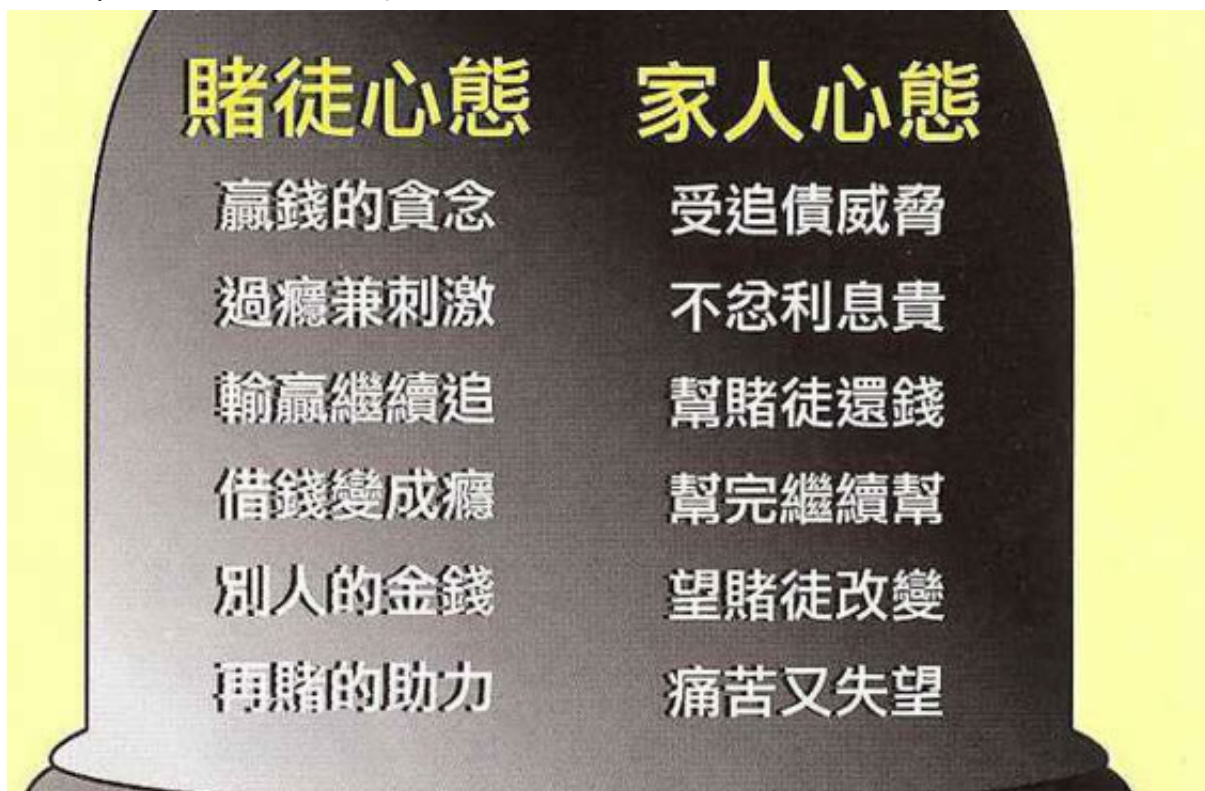 賭徒心態
贏錢的貪念
過癮兼刺激
輸贏繼續追
借錢變成癮
別人的金錢
再賭的助力
家人心態
受追債威脅
不忿利息貴
幫賭徒還錢
幫完繼續幫
望賭徒改變
痛苦又失望